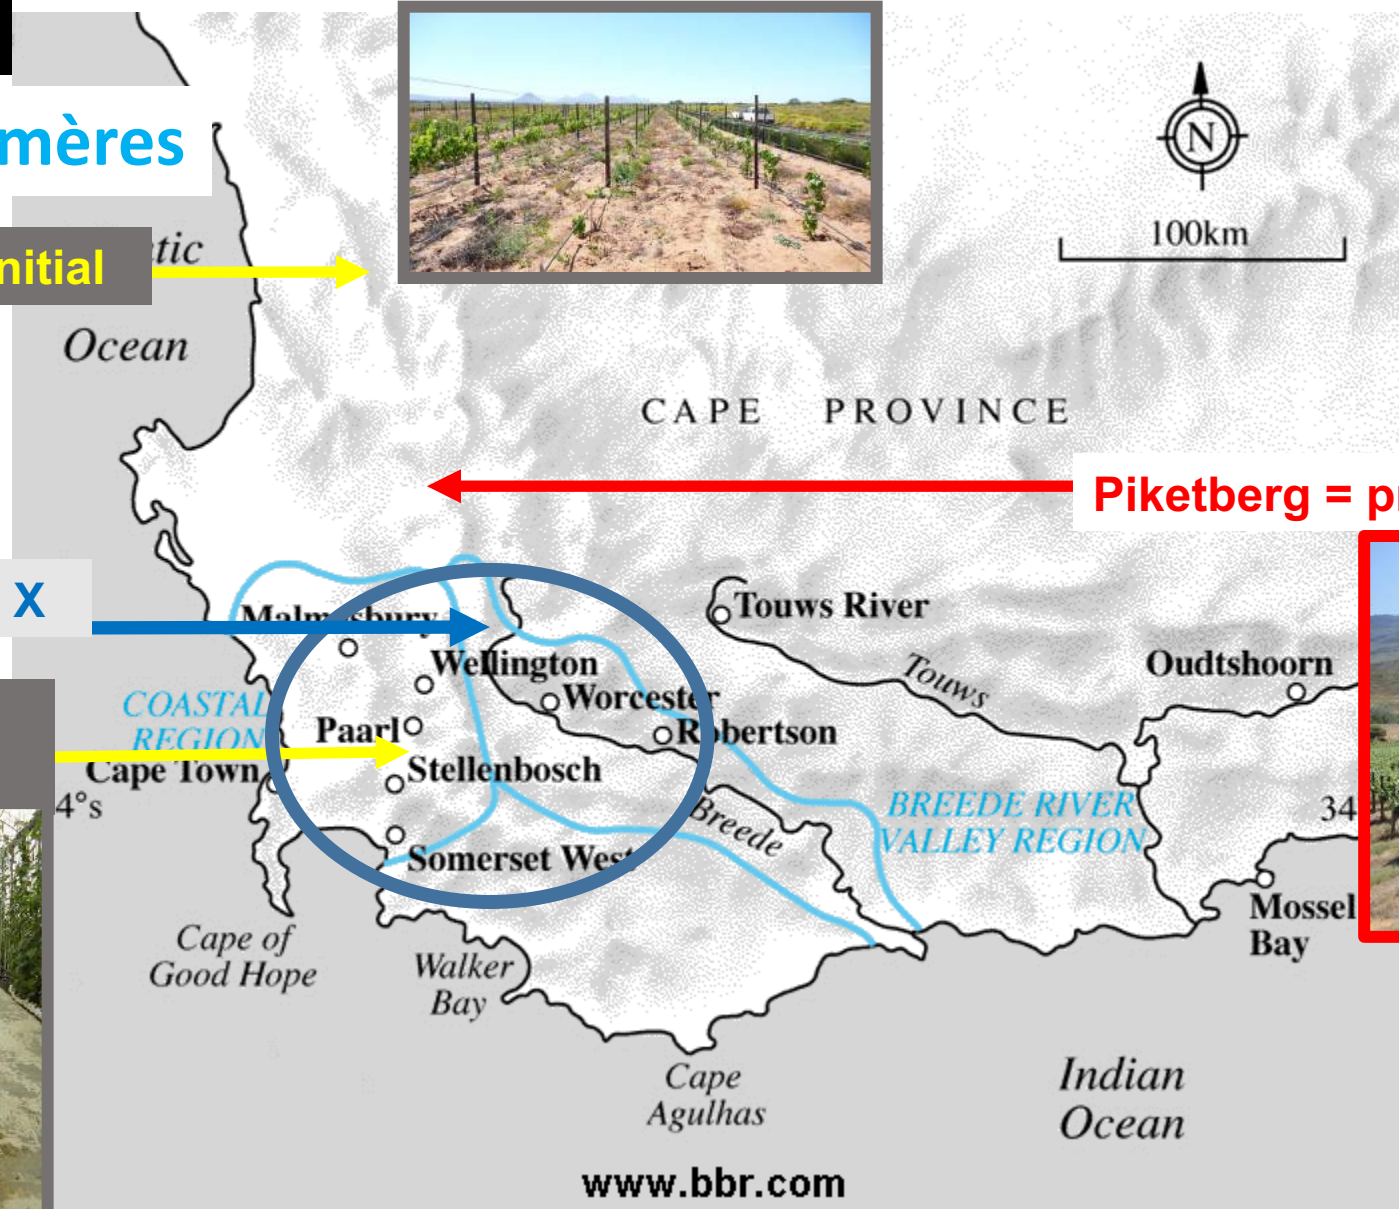 mères
N
100km
nitial
tic
Ocean
CAPE PROVINCE
Piketberg = p
X
Malmesbury
Touws River
Wellington
Oudtshoorn
Touws
Worcester
COASTAL
REGION
Paarl
Robertson
Cape Town
Stellenbosch
4°s
BREEDE RIVER
VALLEY REGION
34
Breede
Somerset West
Mossel
Bay
Cape of
Good Hope
Walker
Bay
Cape
Agulhas
Indian
Ocean
www.bbr.com